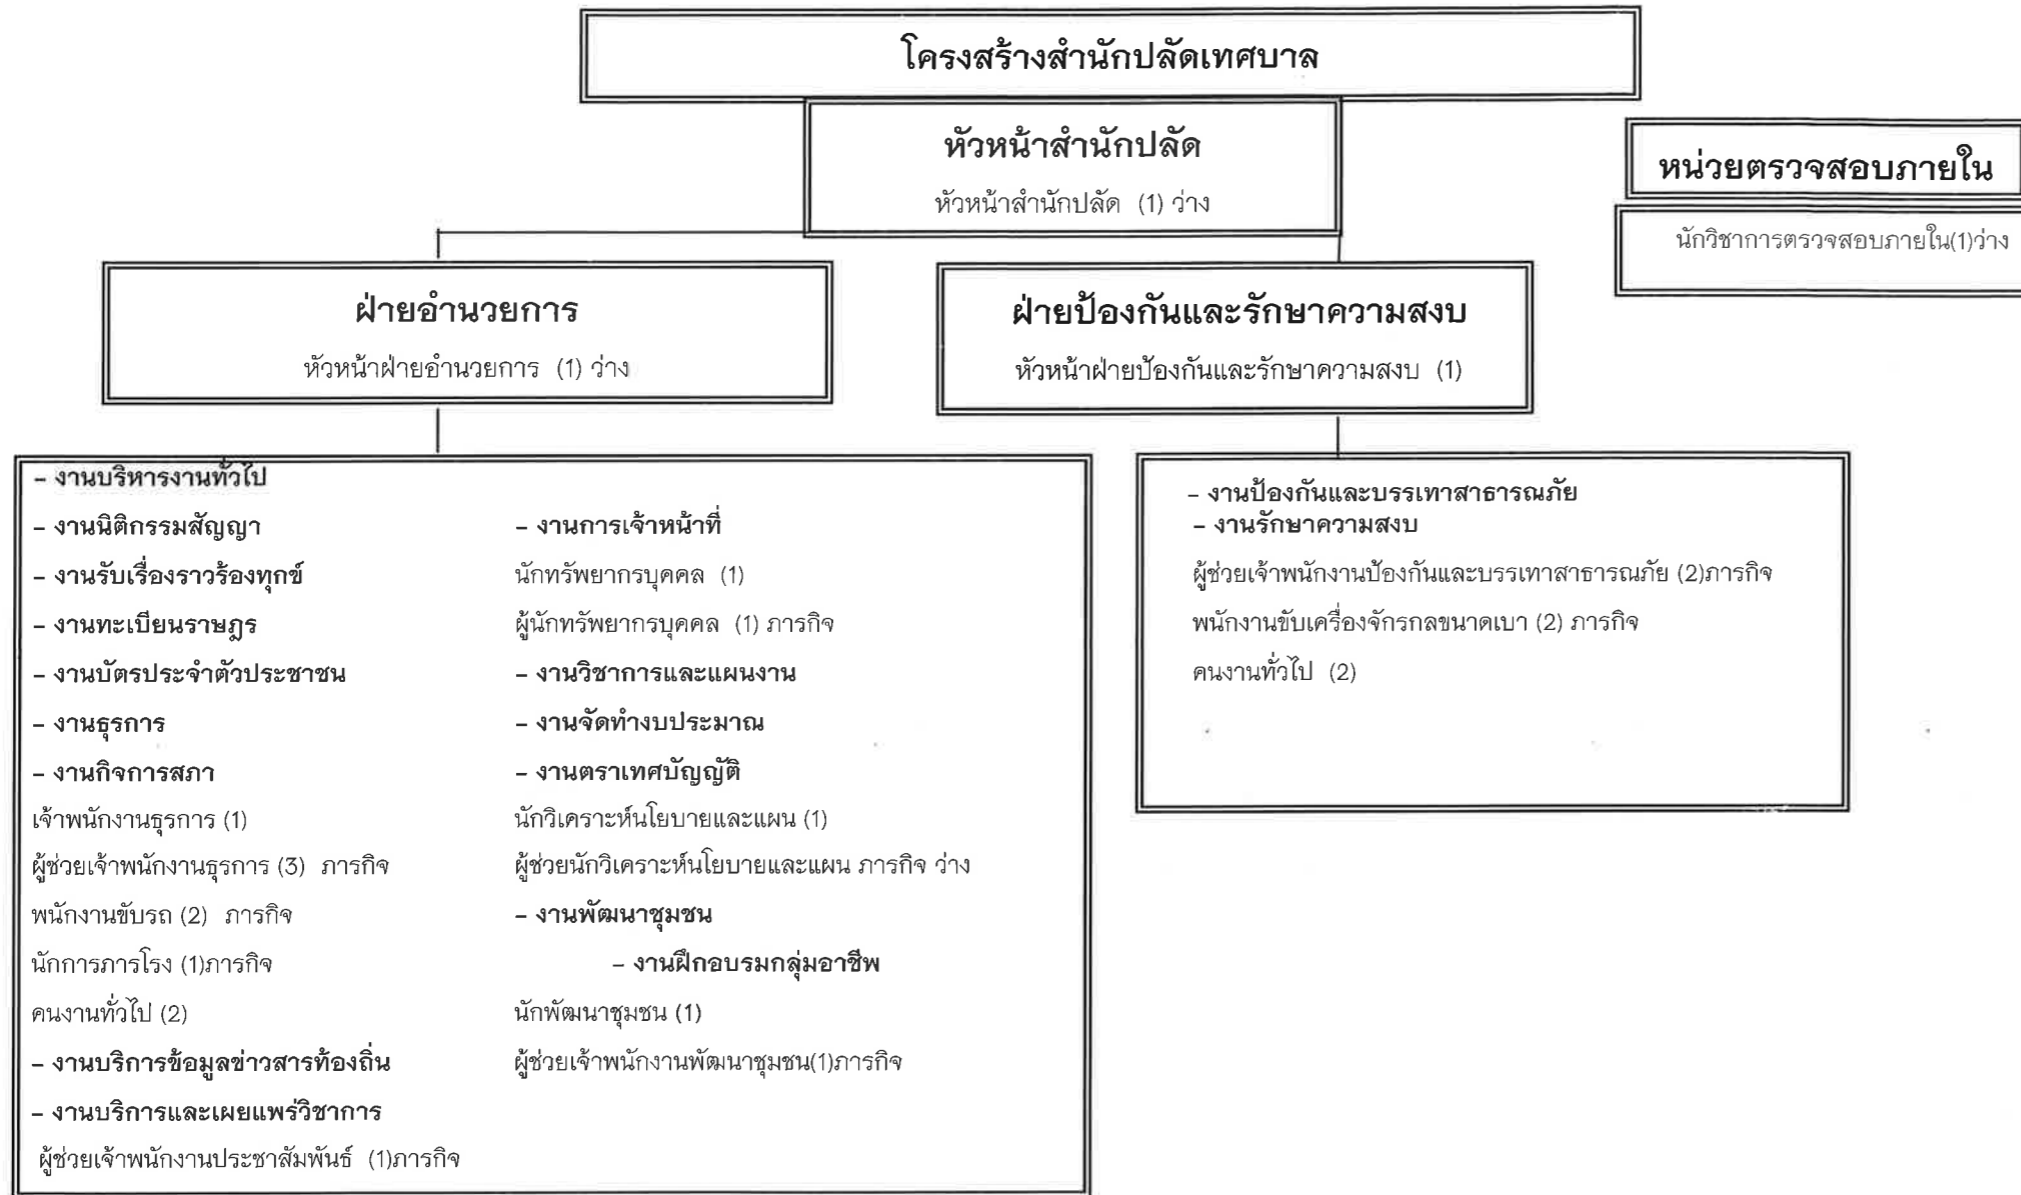 โครงสร้างสำนักปลัดเทศบาล
หัวหน้าสำนักปลัด
หัวหน้าสำนักปลัด (1) ว่าง
หน่วยตรวจสอบภายใน
นักวิชาการตรวจสอบภายใน(1)ว่าง
ฝ่ายอำนวยการ
หัวหน้าฝ่ายอำนวยการ (1) ว่าง
ฝ่ายป้องกันและรักษาความสงบ
หัวหน้าฝ่ายป้องกันและรักษาความสงบ (1)
– งานบริหารงานทั่วไป
– งานนิติกรรมสัญญา
– งานรับเรื่องราวร้องทุกข์
– งานทะเบียนราษฎร
– งานบัตรประจำตัวประชาชน
– งานธุรการ
– งานกิจการสภา
เจ้าพนักงานธุรการ (1)
ผู้ช่วยเจ้าพนักงานธุรการ (3) ภารกิจ
พนักงานขับรถ (2) ภารกิจ
นักการภารโรง (1)ภารกิจ
คนงานทั่วไป (2)
– งานบริการข้อมูลข่าวสารท้องถิ่น
– งานบริการและเผยแพร่วิชาการ
ผู้ช่วยเจ้าพนักงานประชาสัมพันธ์ (1)ภารกิจ
– งานการเจ้าหน้าที่
นักทรัพยากรบุคคล (1)
ผู้นักทรัพยากรบุคคล (1) ภารกิจ
– งานวิชาการและแผนงาน
– งานจัดทำงบประมาณ
– งานตราเทศบัญญัติ
นักวิเคราะห์นโยบายและแผน (1)
ผู้ช่วยนักวิเคราะห์นโยบายและแผน ภารกิจ ว่าง
– งานพัฒนาชุมชน
– งานฝึกอบรมกลุ่มอาชีพ
นักพัฒนาชุมชน (1)
ผู้ช่วยเจ้าพนักงานพัฒนาชุมชน(1)ภารกิจ
– งานป้องกันและบรรเทาสาธารณภัย
– งานรักษาความสงบ
ผู้ช่วยเจ้าพนักงานป้องกันและบรรเทาสาธารณภัย (2)ภารกิจ
พนักงานขับเครื่องจักรกลขนาดเบา (2) ภารกิจ
คนงานทั่วไป (2)